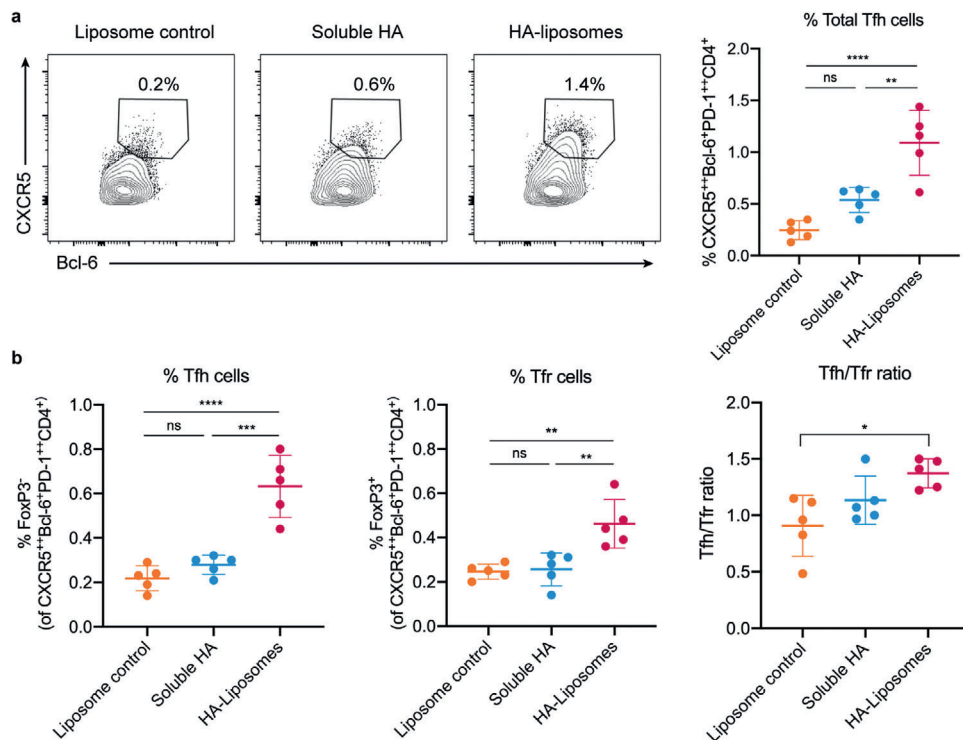 a
Liposome control
Soluble HA
HA-liposomes
0.2%
0.6%
1.4%
CXCR5
Bcl-6
% Total Tfh cells
% CXCR5++Bcl-6+PD-1++CD4+
2.0
1.5
1.0
0.5
0.0
****
ns
**
Liposome control
Soluble HA
HA-Liposomes
b
% Tfh cells
% FoxP3-
(of CXCR5++Bcl-6+PD-1++CD4+)
1.0
0.8
0.6
0.4
0.2
0.0
****
ns
***
Liposome control
Soluble HA
HA-Liposomes
% Tfr cells
% FoxP3+
(of CXCR5++Bcl-6+PD-1++CD4+)
1.0
0.8
0.6
0.4
0.2
0.0
**
ns
**
Liposome control
Soluble HA
HA-Liposomes
Tfh/Tfr ratio
Tfh/Tfr ratio
2.0
1.5
1.0
0.5
0.0
*
Liposome control
Soluble HA
HA-Liposomes